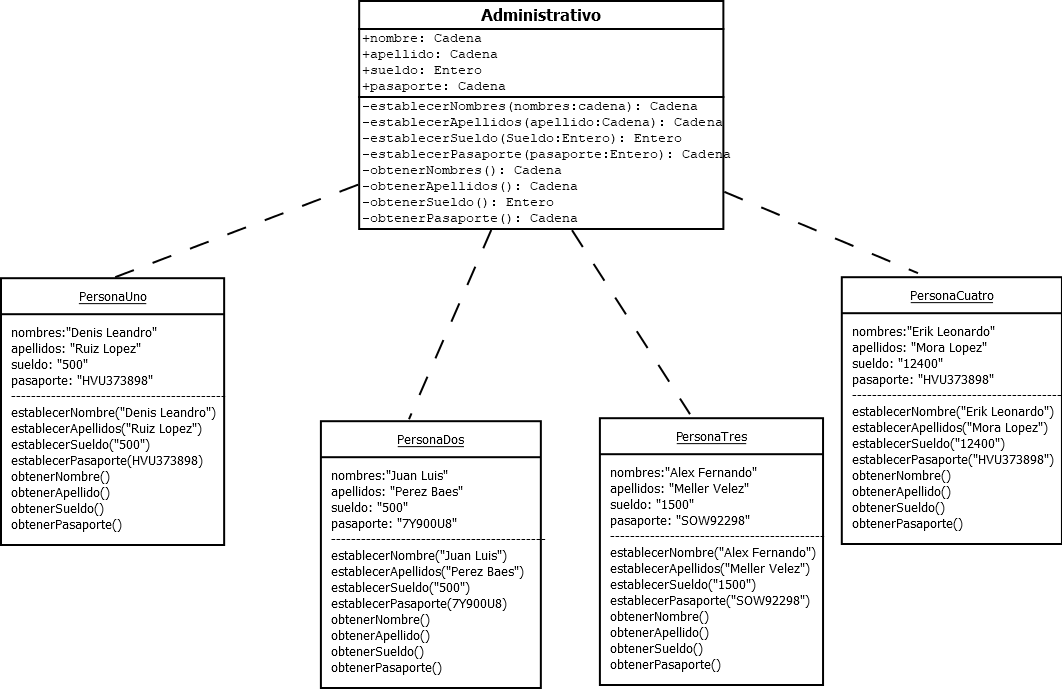 Administrativo
+nombre: Cadena
+apellido: Cadena
+sueldo: Entero
+pasaporte: Cadena
-establecerNombres(nombres:cadena): Cadena
-establecerApellidos(apellido:Cadena): Cadena
-establecerSueldo(Sueldo:Entero): Entero
-establecerPasaporte(pasaporte:Entero): Cadena
-obtenerNombres(): Cadena
-obtenerApellidos(): Cadena
-obtenerSueldo(): Entero
-obtenerPasaporte(): Cadena
PersonaUno
nombres:"Denis Leandro"
apellidos: "Ruiz Lopez"
sueldo: "500"
pasaporte: "HVU373898"
establecerNombre("Denis Leandro")
establecerApellidos("Ruiz Lopez")
establecerSueldo("500")
establecerPasaporte(HVU373898)
obtenerNombre()
obtenerApellido()
obtenerSueldo()
obtenerPasaporte()
PersonaDos
nombres:"Juan Luis"
apellidos: "Perez Baes"
sueldo: "500"
pasaporte: "7Y900U8"
establecerNombre("Juan Luis")
establecerApellidos("Perez Baes")
establecerSueldo("500")
establecerPasaporte(7Y900U8)
obtenerNombre()
obtenerApellido()
obtenerSueldo()
obtenerPasaporte()
PersonaTres
nombres:"Alex Fernando"
apellidos: "Meller Velez"
sueldo: "1500"
pasaporte: "SOW92298"
establecerNombre("Alex Fernando")
establecerApellidos("Meller Velez")
establecerSueldo("1500")
establecerPasaporte("SOW92298")
obtenerNombre()
obtenerApellido()
obtenerSueldo()
obtenerPasaporte()
PersonaCuatro
nombres:"Erik Leonardo"
apellidos: "Mora Lopez"
sueldo: "12400"
pasaporte: "HVU373898"
establecerNombre("Erik Leonardo")
establecerApellidos("Mora Lopez")
establecerSueldo("12400")
establecerPasaporte("HVU373898")
obtenerNombre()
obtenerApellido()
obtenerSueldo()
obtenerPasaporte()